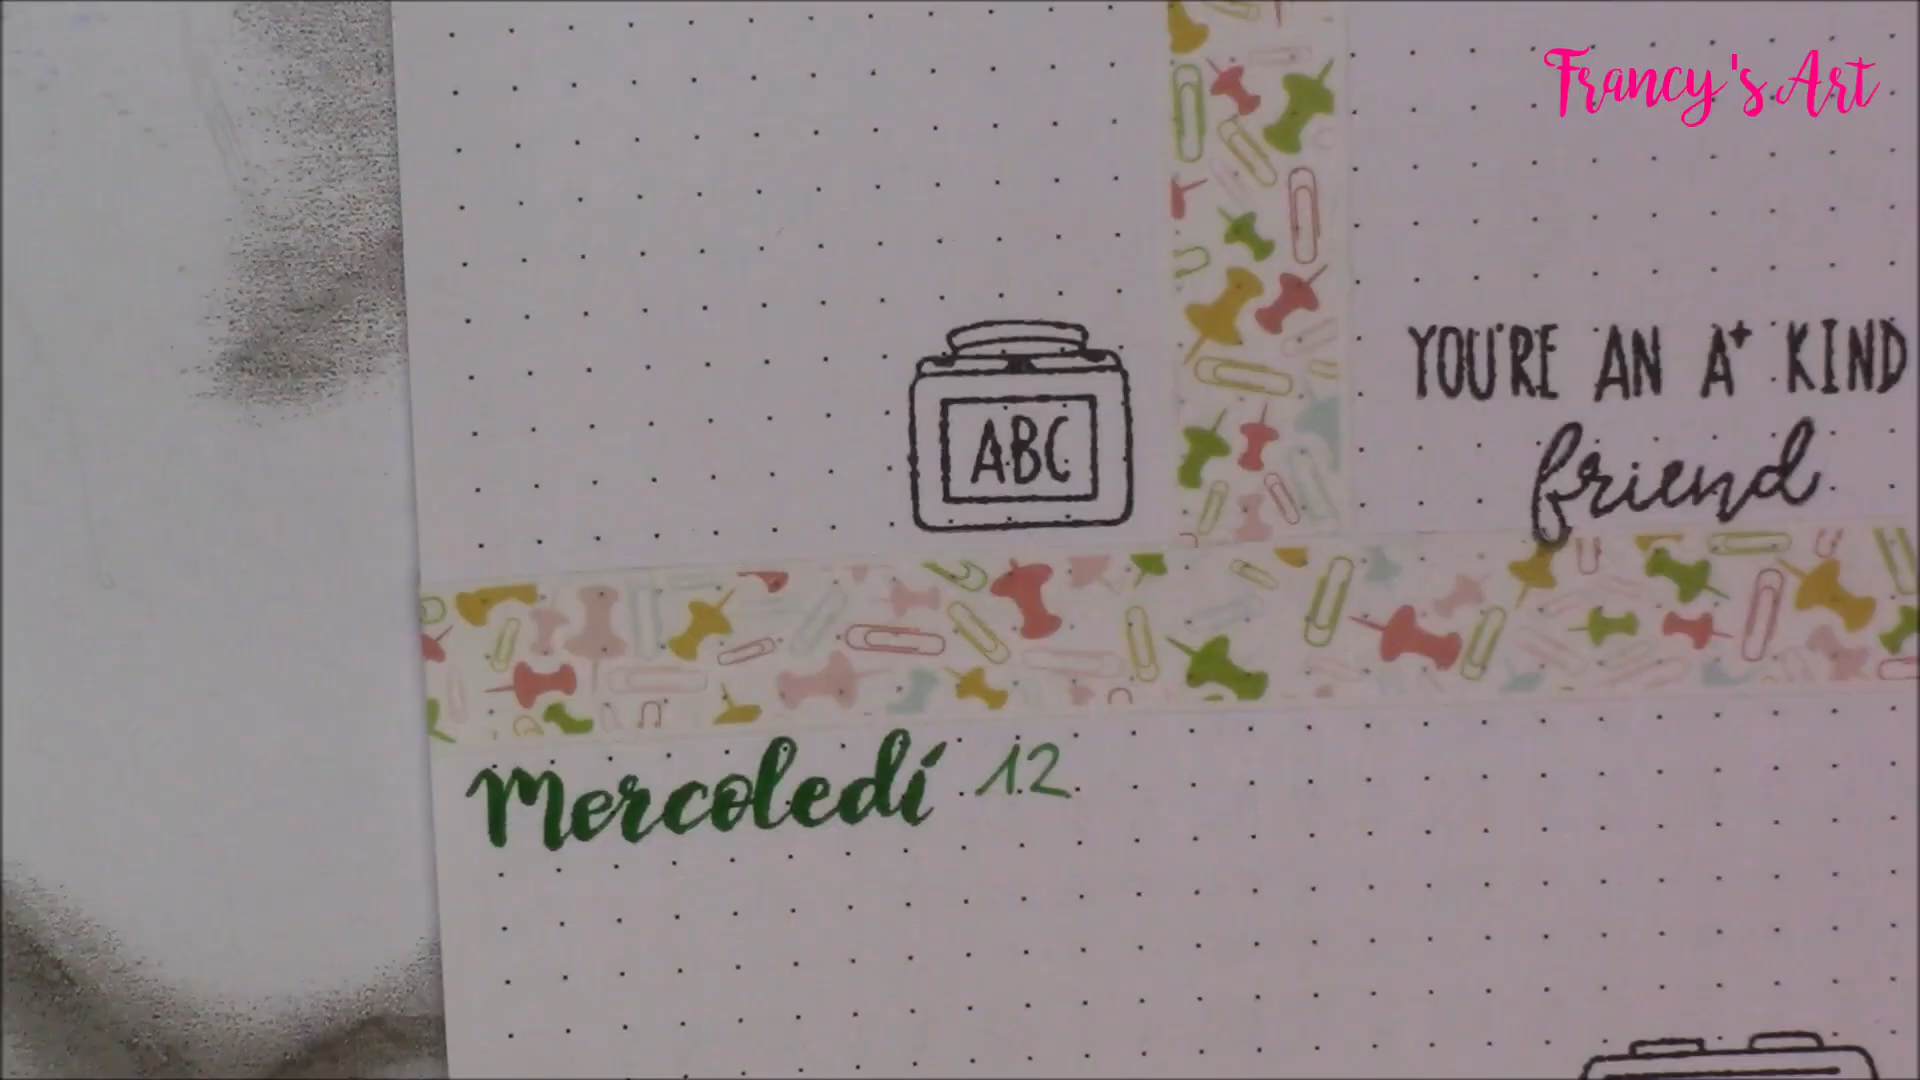 Francy's Art
ABC
YOU'RE AN A+ KIND
friend
Mercoledí 12